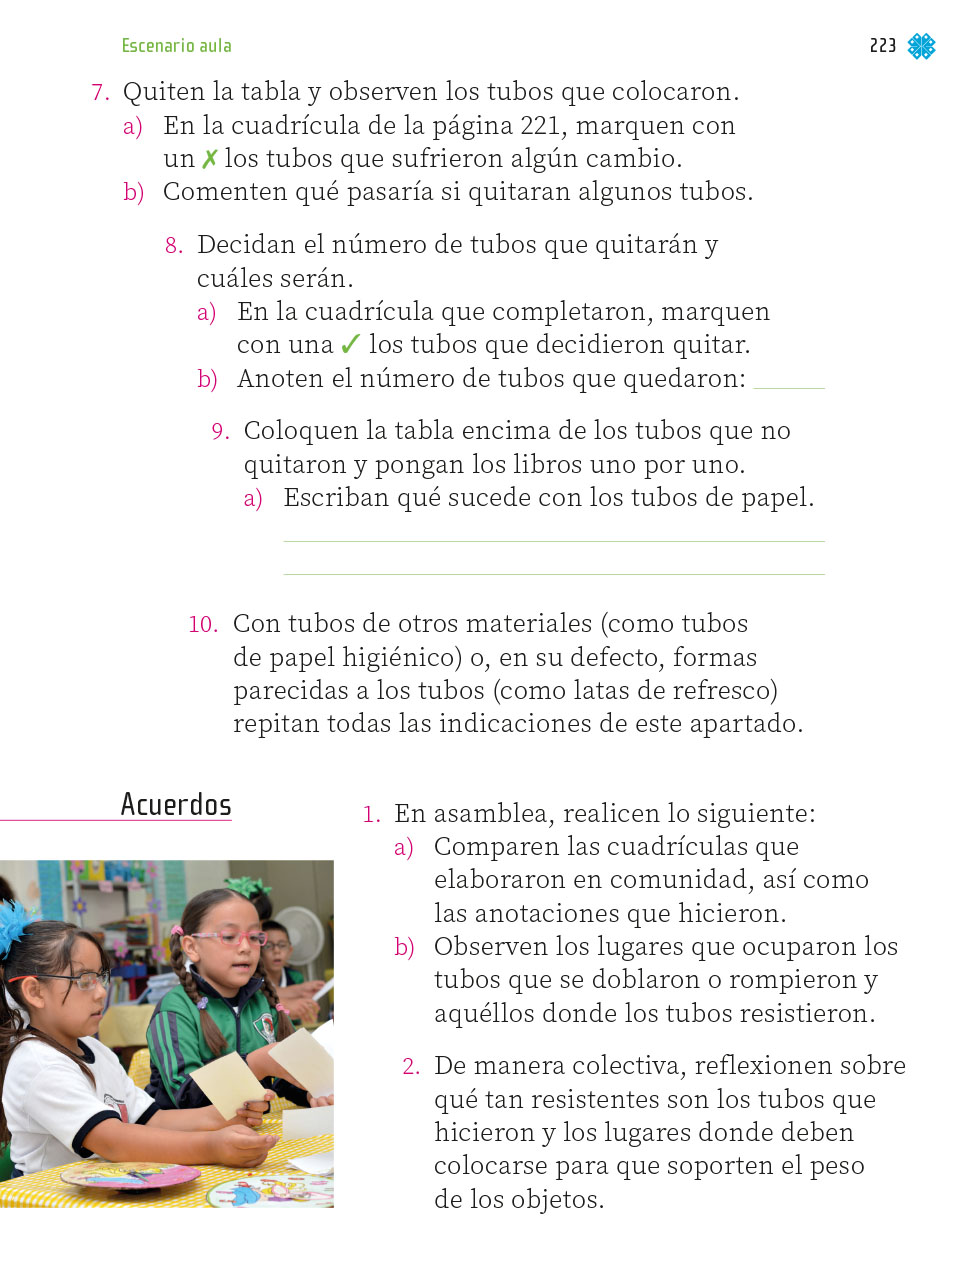 Escenario aula
223
7. Quiten la tabla y observen los tubos que colocaron.
a) En la cuadrícula de la página 221, marquen con
un ✗ los tubos que sufrieron algún cambio.
b) Comenten qué pasaría si quitaran algunos tubos.
8. Decidan el número de tubos que quitarán y
cuáles serán.
a) En la cuadrícula que completaron, marquen
con una ✓ los tubos que decidieron quitar.
b) Anoten el número de tubos que quedaron:
9. Coloquen la tabla encima de los tubos que no
quitaron y pongan los libros uno por uno.
a) Escriban qué sucede con los tubos de papel.
10. Con tubos de otros materiales (como tubos
de papel higiénico) o, en su defecto, formas
parecidas a los tubos (como latas de refresco)
repitan todas las indicaciones de este apartado.
Acuerdos
1. En asamblea, realicen lo siguiente:
a) Comparen las cuadrículas que
elaboraron en comunidad, así como
las anotaciones que hicieron.
b) Observen los lugares que ocuparon los
tubos que se doblaron o rompieron y
aquéllos donde los tubos resistieron.
2. De manera colectiva, reflexionen sobre
qué tan resistentes son los tubos que
hicieron y los lugares donde deben
colocarse para que soporten el peso
de los objetos.